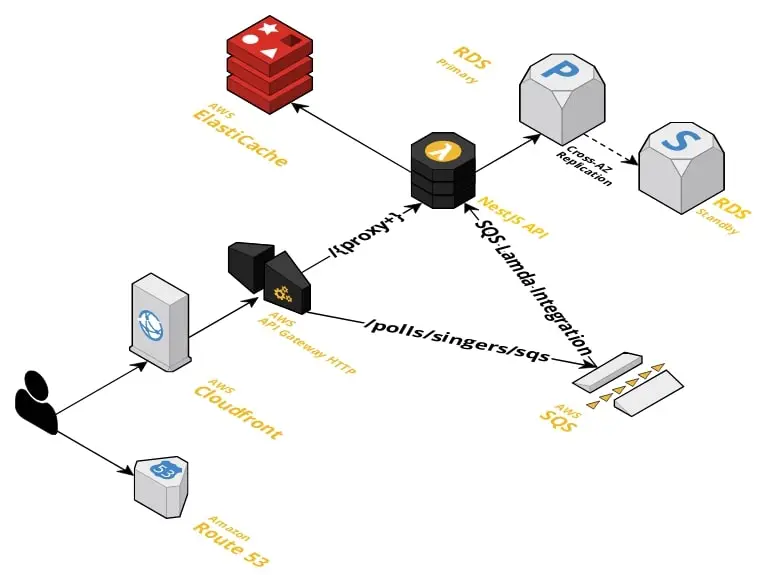 RDS
Primary
P
AWS
ElastiCache
Cross-AZ
Replication
S
RDS
Standby
λ
NestJS API
/{proxy+}
SQS Lamda Integration
AWS
API Gateway HTTP
/polls/singers/sqs
AWS
Cloudfront
AWS
SQS
53
Amazon
Route 53